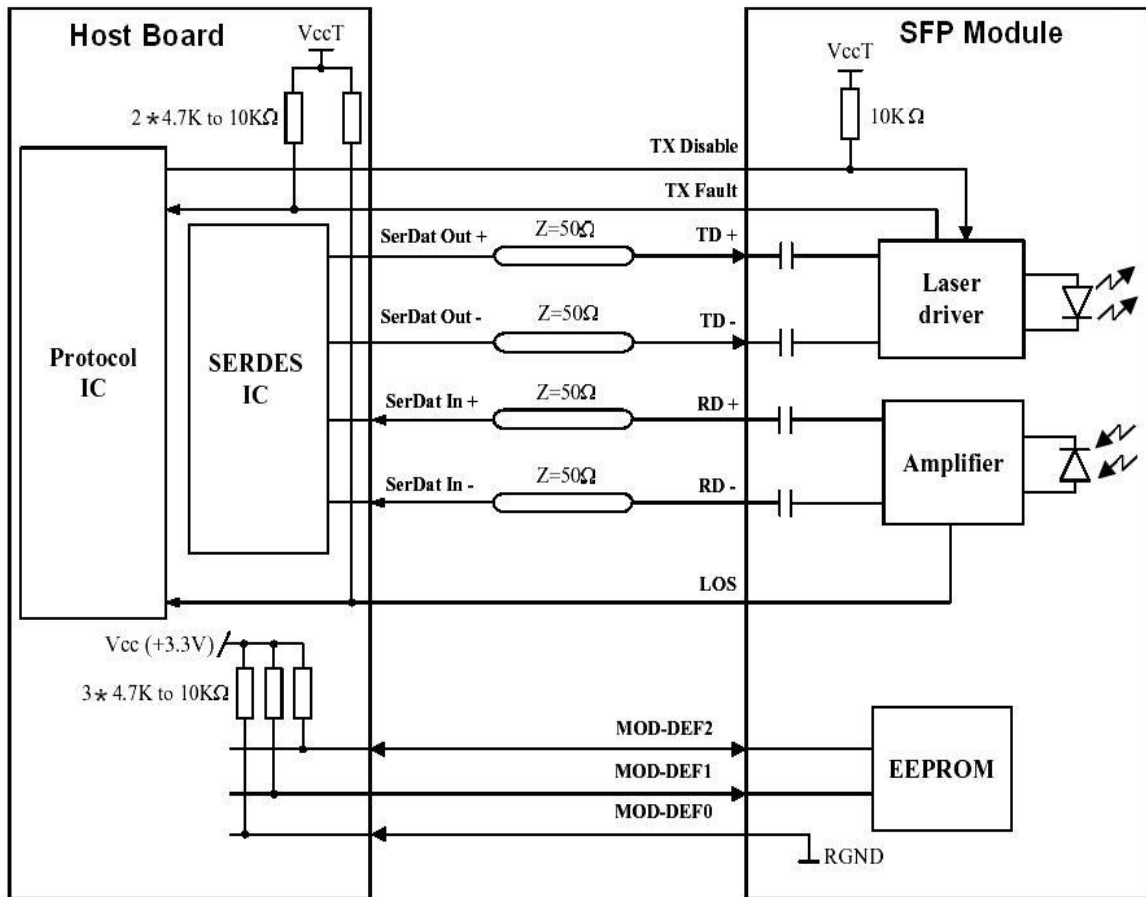 Host Board
SFP Module
VccT
VccT
2*4.7K to 10KΩ
10KΩ
TX Disable
TX Fault
SerDat Out +
Z=50Ω
TD +
Laser
driver
SerDat Out -
Z=50Ω
TD -
Protocol
IC
SERDES
IC
SerDat In +
Z=50Ω
RD +
Amplifier
SerDat In -
Z=50Ω
RD -
LOS
Vcc (+3.3V)
3*4.7K to 10KΩ
MOD-DEF2
MOD-DEF1
MOD-DEF0
EEPROM
RGND